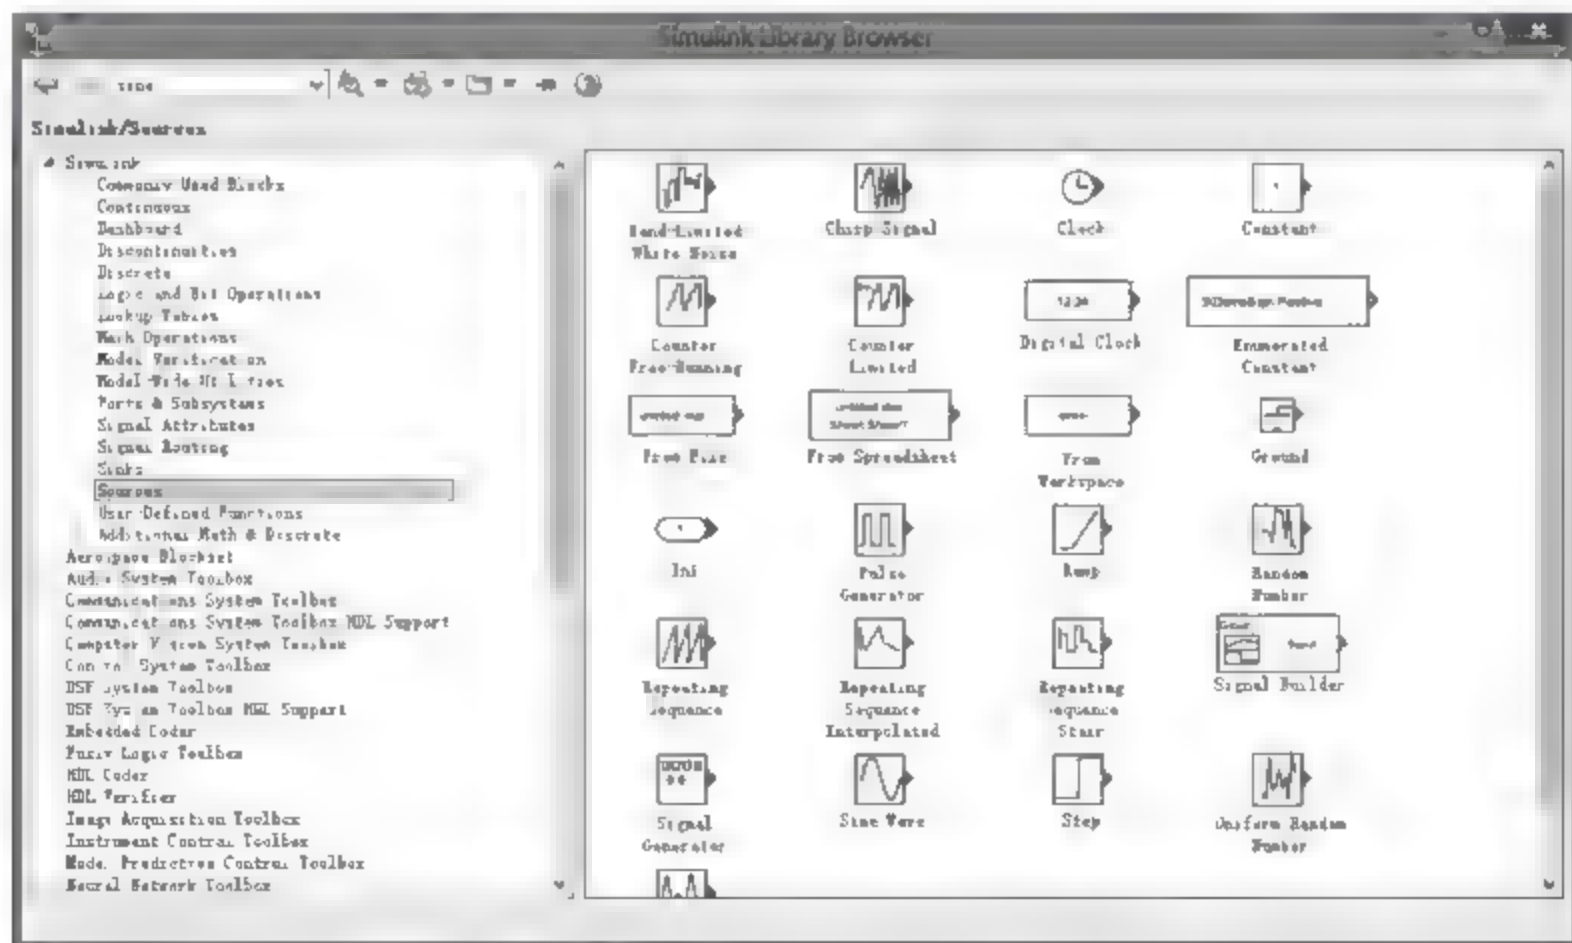 Simulink Library Browser
Simulink/Sources
Simulink
Commonly Used Blocks
Continuous
Dashboard
Discontinuities
Discrete
Logic and Bit Operations
Lookup Tables
Math Operations
Model Verification
Model-Wide Utilities
Ports & Subsystems
Signal Attributes
Signal Routing
Sinks
Sources
User-Defined Functions
Additional Math & Discrete
Aerospace Blockset
Audio System Toolbox
Communications System Toolbox
Communications System Toolbox HDL Support
Computer Vision System Toolbox
Control System Toolbox
DSP System Toolbox
DSP System Toolbox HDL Support
Embedded Coder
Fuzzy Logic Toolbox
HDL Coder
HDL Verifier
Image Acquisition Toolbox
Instrument Control Toolbox
Model Predictive Control Toolbox
Neural Network Toolbox
Band-Limited
White Noise
Chirp Signal
Clock
1
Constant
Counter
Free-Running
Counter
Limited
12:34
Digital Clock
Enumerated
Constant
From File
From Spreadsheet
From
Workspace
Ground
1
In1
Pulse
Generator
Ramp
Random
Number
Repeating
Sequence
Repeating
Sequence
Interpolated
Repeating
Sequence
Stair
Signal Builder
Signal
Generator
Sine Wave
Step
Uniform Random
Number